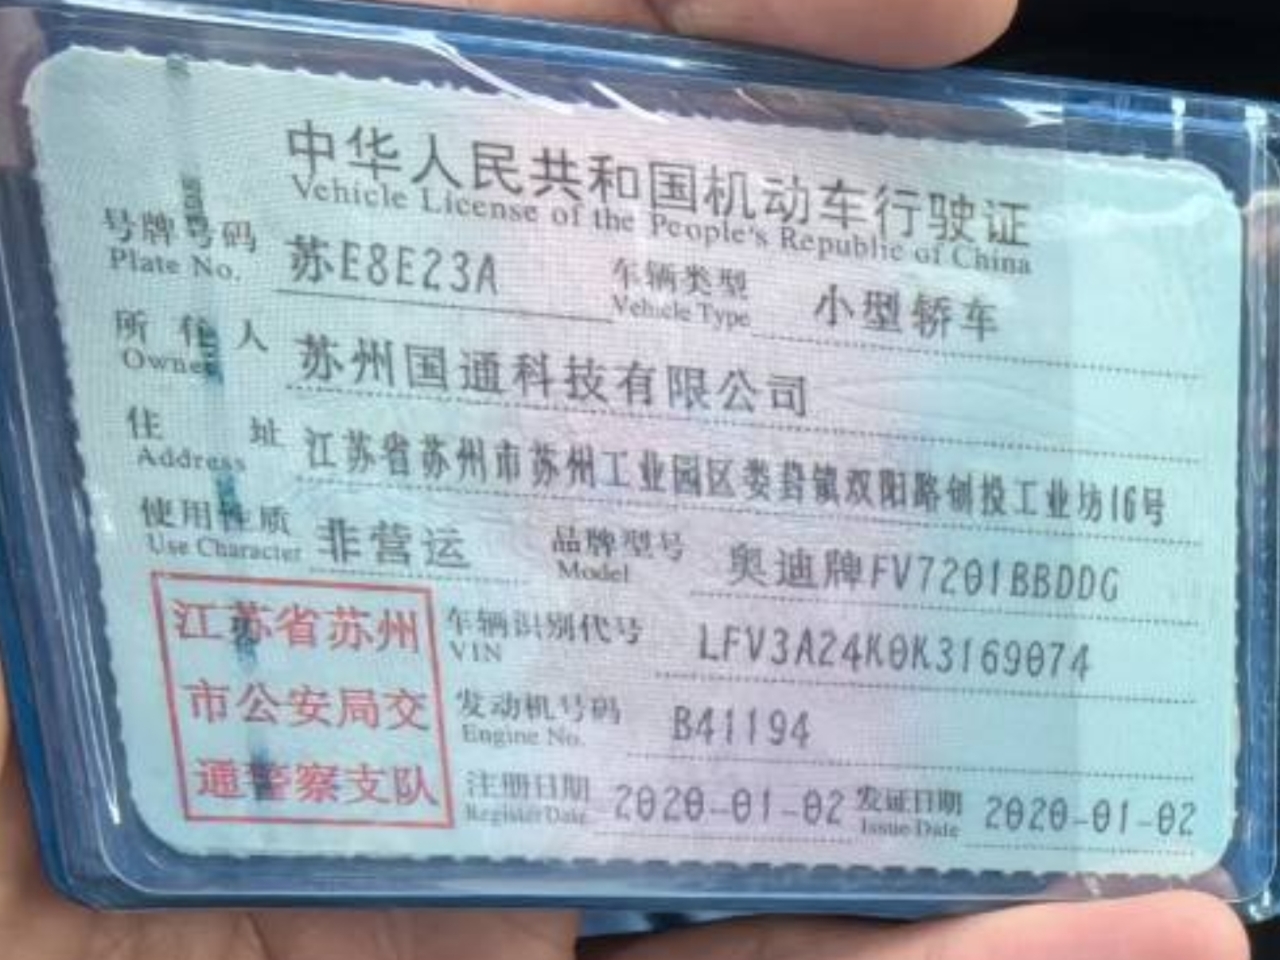 中华人民共和国机动车行驶证
Vehicle License of the People's Republic of China
号牌号码 苏E8E23A 车辆类型 小型轿车
Plate No. Vehicle Type
所有人 苏州国通科技有限公司
Owner
住址 江苏省苏州市苏州工业园区娄葑镇双阳路创投工业坊16号
Address
使用性质 非营运 品牌型号 奥迪牌FV7201BBDDG
Use Character Model
江苏省苏州
市公安局交
通警察支队
车辆识别代号 LFV3A24K0K3169074
VIN
发动机号码 B41194
Engine No.
注册日期 2020-01-02 发证日期 2020-01-02
Register Date Issue Date